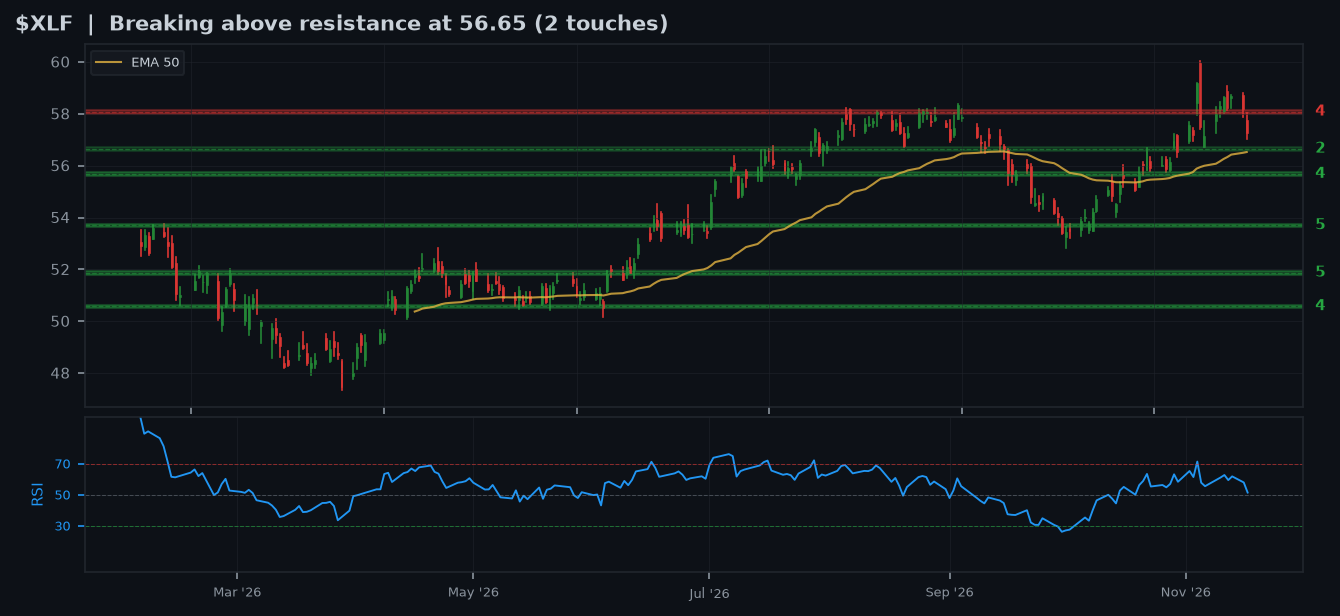 $XLF | Breaking above resistance at 56.65 (2 touches)
EMA 50
60
58
56
54
52
50
48
4
2
4
5
5
4
RSI
70
50
30
Mar '26
May '26
Jul '26
Sep '26
Nov '26